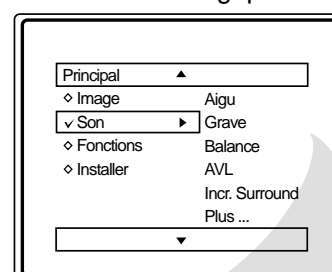 Principal
Image
Aigu
Son
Grave
Fonctions
Balance
Installer
AVL
Incr. Surround
Plus ...